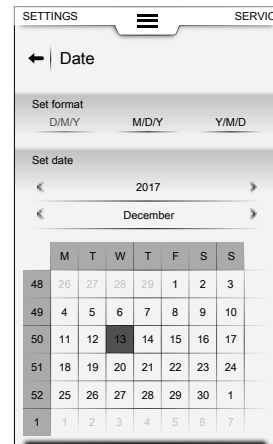 SETTINGS SERVIC
Date
Set format
D/M/Y M/D/Y Y/M/D
Set date
2017
December
M T W T F S S
48 26 27 28 29 1 2 3
49 4 5 6 7 8 9 10
50 11 12 13 14 15 16 17
51 18 19 20 21 22 23 24
52 25 26 27 28 29 30 1
1 1 2 3 4 5 6 7